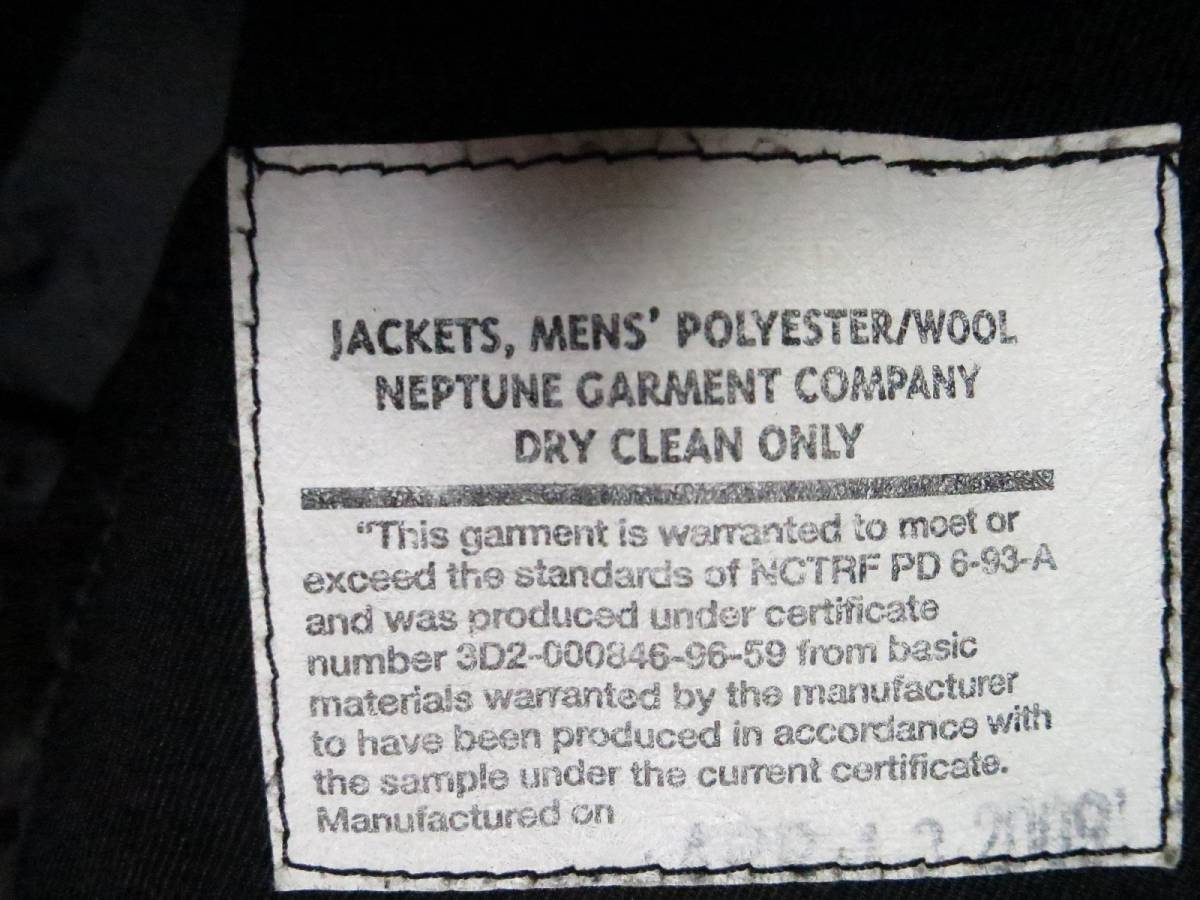 JACKETS, MENS' POLYESTER/WOOL
NEPTUNE GARMENT COMPANY
DRY CLEAN ONLY
"This garment is warranted to meet or
exceed the standards of NCTRF PD 6-93-A
and was produced under certificate
number 3D2-000846-96-59 from basic
materials warranted by the manufacturer
to have been produced in accordance with
the sample under the current certificate.
Manufactured on